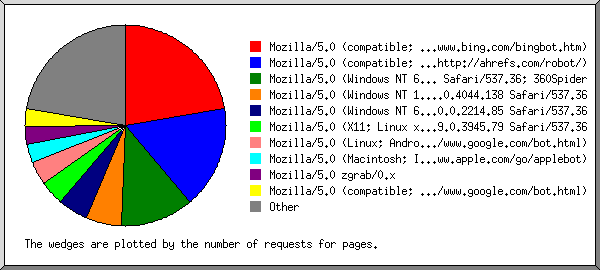 Mozilla/5.0 (compatible; ...www.bing.com/bingbot.htm)
Mozilla/5.0 (compatible; ...http://ahrefs.com/robot/)
Mozilla/5.0 (Windows NT 6... Safari/537.36; 360Spider
Mozilla/5.0 (Windows NT 1....0.4044.138 Safari/537.36
Mozilla/5.0 (Windows NT 6...0.0.2214.85 Safari/537.36
Mozilla/5.0 (X11; Linux x...9.0.3945.79 Safari/537.36
Mozilla/5.0 (Linux; Andro.../www.google.com/bot.html)
Mozilla/5.0 (Macintosh; I...ww.apple.com/go/applebot)
Mozilla/5.0 zgrab/0.x
Mozilla/5.0 (compatible; .../www.google.com/bot.html)
Other
The wedges are plotted by the number of requests for pages.